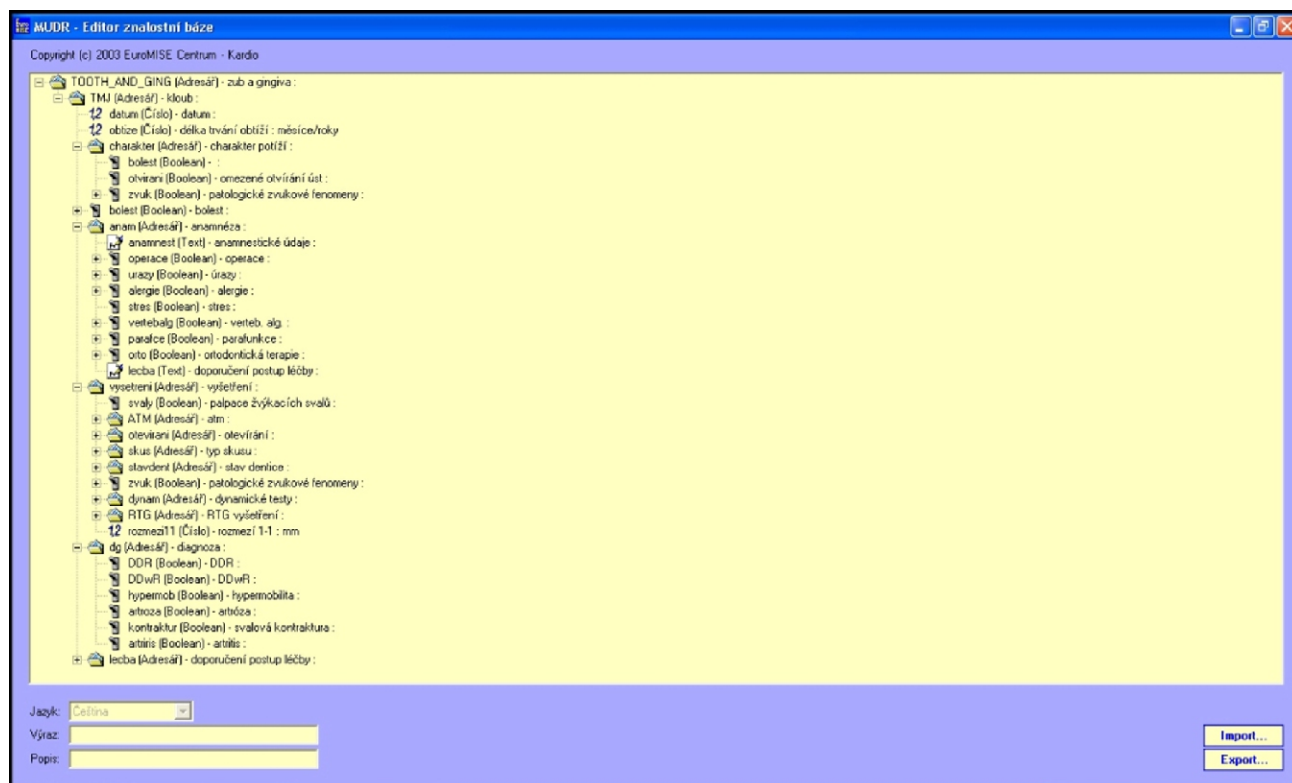 MUDR - Editor znalostní báze
Copyright (c) 2003 EuroMISE Centrum - Kardio
TOOTH_AND_GING (Adresář) - zub a gingiva :
TMJ (Adresář) - kloub :
12 datum (Číslo) - datum :
12 obtize (Číslo) - délka trvání obtíží : měsíce/roky
charakter (Adresář) - charakter potíží :
bolest (Boolean) - :
otvirani (Boolean) - omezené otvírání úst :
zvuk (Boolean) - patologické zvukové fenomeny :
bolest (Boolean) - bolest :
anam (Adresář) - anamnéza :
anamnest (Text) - anamnestické údaje :
operace (Boolean) - operace :
urazy (Boolean) - úrazy :
alergie (Boolean) - alergie :
stres (Boolean) - stres :
vertebalg (Boolean) - verteb. alg. :
parafce (Boolean) - parafunkce :
orto (Boolean) - ortodontická terapie :
lecba (Text) - doporučení postup léčby :
vysetreni (Adresář) - vyšetření :
svaly (Boolean) - palpace žvýkacích svalů :
ATM (Adresář) - atm :
otevirani (Adresář) - otevírání :
skus (Adresář) - typ skusu :
stavdent (Adresář) - stav dentice :
zvuk (Boolean) - patologické zvukové fenomeny :
dynam (Adresář) - dynamické testy :
RTG (Adresář) - RTG vyšetření :
12 rozmezi11 (Číslo) - rozmezí 1-1 : mm
dg (Adresář) - diagnoza :
DDR (Boolean) - DDR :
DDwR (Boolean) - DDwR :
hypermob (Boolean) - hypermobilita :
artroza (Boolean) - artróza :
kontraktur (Boolean) - svalová kontraktura :
artriris (Boolean) - artritis :
lecba (Adresář) - doporučení postup léčby :
Jazyk: Čeština
Výraz:
Popis:
Import...
Export...